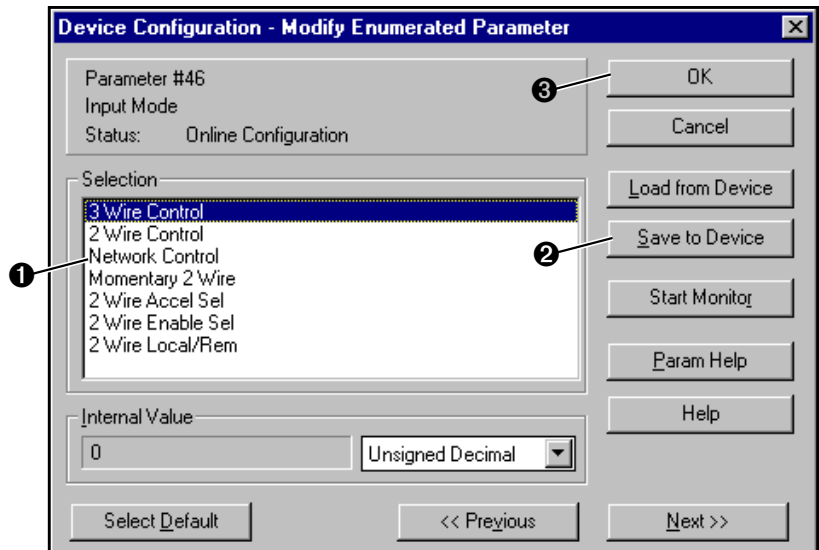 Device Configuration - Modify Enumerated Parameter
Parameter #46
Input Mode
Status: Online Configuration
❸
OK
Cancel
Selection
3 Wire Control
2 Wire Control
Network Control
Momentary 2 Wire
2 Wire Accel Sel
2 Wire Enable Sel
2 Wire Local/Rem
❶
Load from Device
❷
Save to Device
Start Monitor
Param Help
Help
Internal Value
0
Unsigned Decimal
Select Default
<< Previous
Next >>